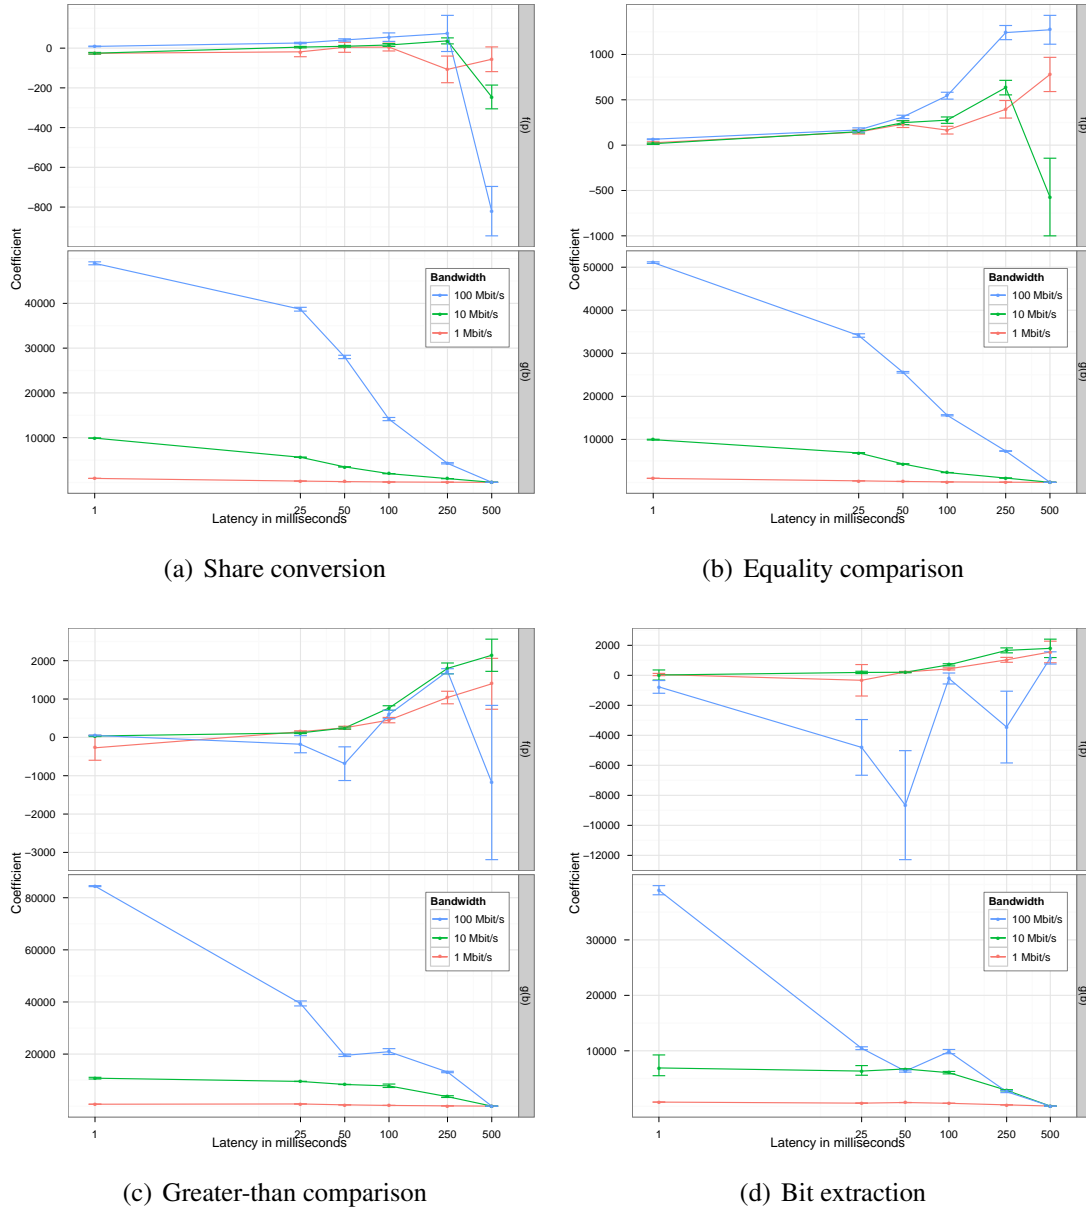 0
−200
−400
−600
−800
f(p)
Coefficient
40000
30000
20000
10000
g(b)
Bandwidth
100 Mbit/s
10 Mbit/s
1 Mbit/s
1
25
50
100
250
500
Latency in milliseconds
(a) Share conversion
1000
500
0
−500
−1000
f(p)
Coefficient
50000
40000
30000
20000
10000
0
g(b)
Bandwidth
100 Mbit/s
10 Mbit/s
1 Mbit/s
1
25
50
100
250
500
Latency in milliseconds
(b) Equality comparison
2000
1000
0
−1000
−2000
−3000
f(p)
Coefficient
80000
60000
40000
20000
g(b)
Bandwidth
100 Mbit/s
10 Mbit/s
1 Mbit/s
1
25
50
100
250
500
Latency in milliseconds
(c) Greater-than comparison
2000
0
−2000
−4000
−6000
−8000
−10000
−12000
f(p)
Coefficient
30000
20000
10000
g(b)
Bandwidth
100 Mbit/s
10 Mbit/s
1 Mbit/s
1
25
50
100
250
500
Latency in milliseconds
(d) Bit extraction